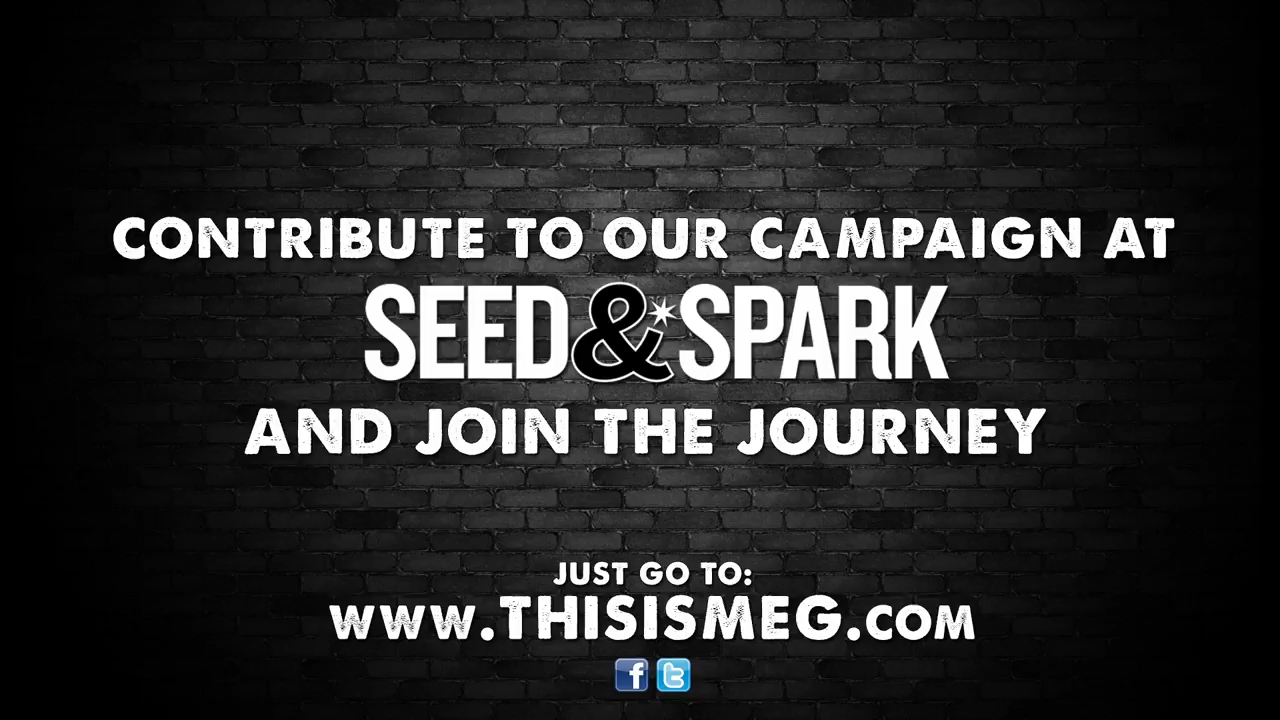 CONTRIBUTE TO OUR CAMPAIGN AT
SEED&SPARK
AND JOIN THE JOURNEY
JUST GO TO:
WWW.THISISMEG.COM
f t